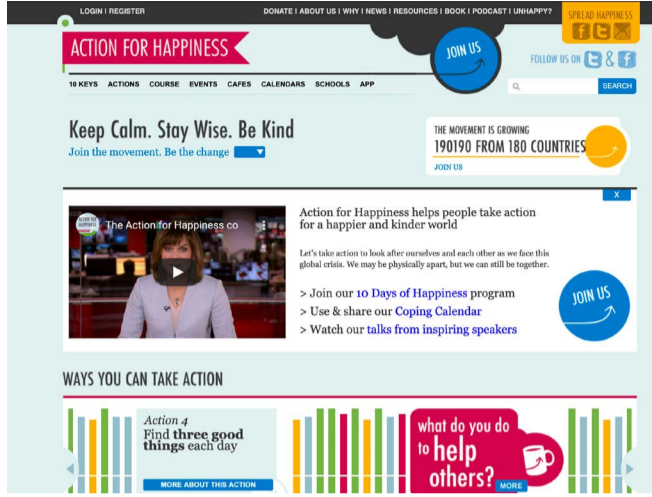 LOGIN I REGISTER
DONATE I ABOUT US I WHY I NEWS I RESOURCES I BOOK I PODCAST I UNHAPPY?
SPREAD HAPPINESS
ACTION FOR HAPPINESS
JOIN US
FOLLOW US ON
&
10 KEYS ACTIONS COURSE EVENTS CAFES CALENDARS SCHOOLS APP
SEARCH
Keep Calm. Stay Wise. Be Kind
Join the movement. Be the change
THE MOVEMENT IS GROWING
190190 FROM 180 COUNTRIES
JOIN US
X
ACTION FOR HAPPINESS
The Action for Happiness co
Action for Happiness helps people take action
for a happier and kinder world
Let's take action to look after ourselves and each other as we face this
global crisis. We may be physically apart, but we can still be together.
> Join our 10 Days of Happiness program
> Use & share our Coping Calendar
> Watch our talks from inspiring speakers
JOIN US
WAYS YOU CAN TAKE ACTION
Action 4
Find three good
things each day
MORE ABOUT THIS ACTION
what do you do
to help
others?
MORE